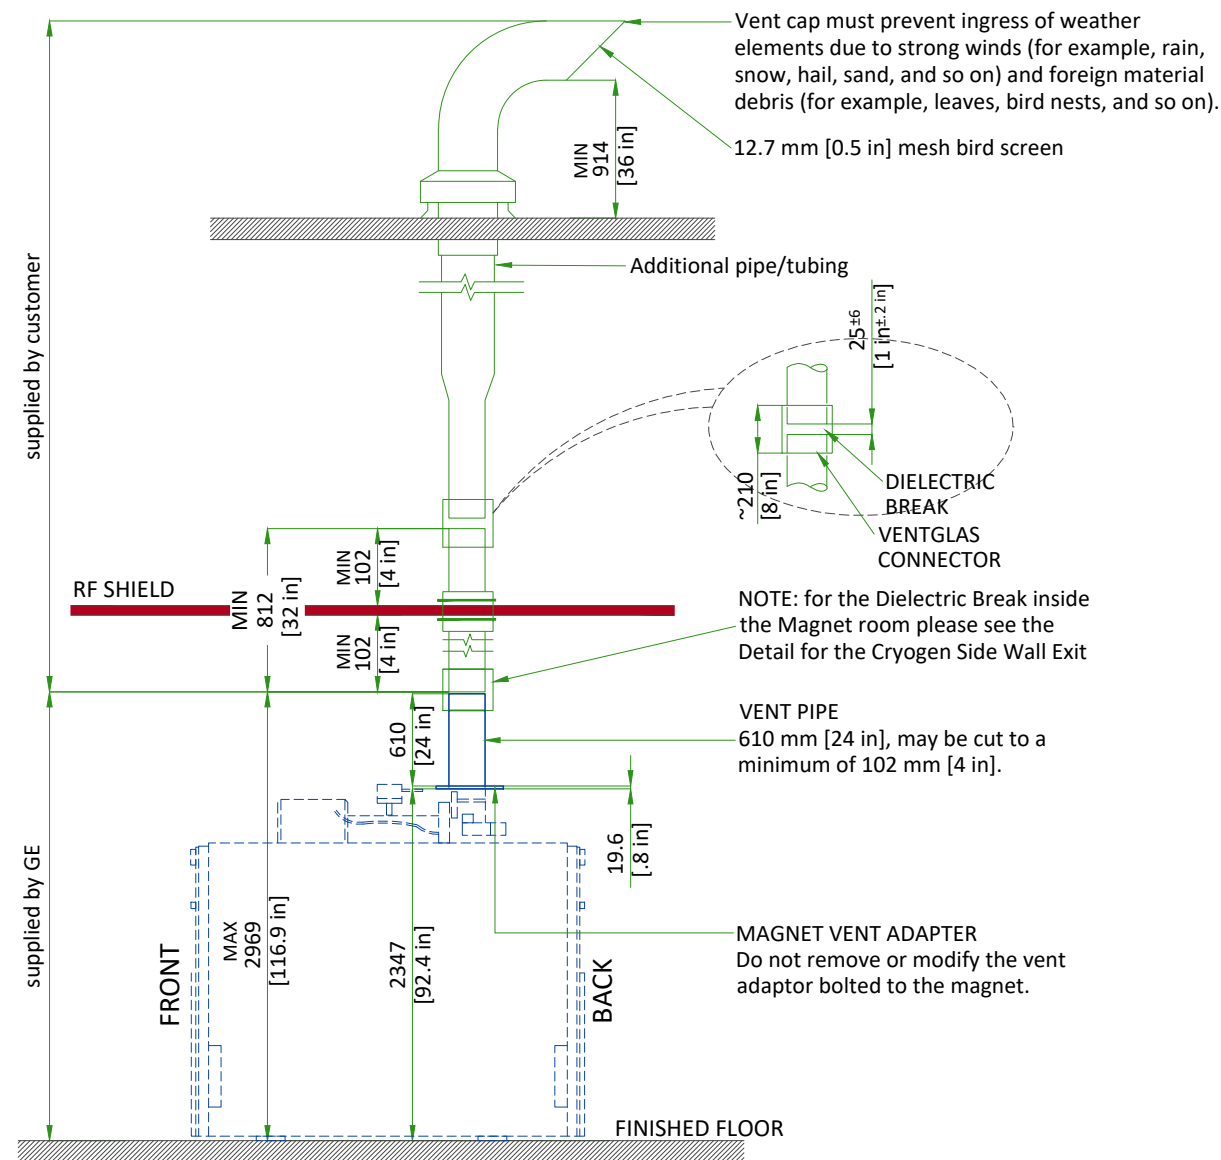 Vent cap must prevent ingress of weather
elements due to strong winds (for example, rain,
snow, hail, sand, and so on) and foreign material
debris (for example, leaves, bird nests, and so on).
12.7 mm [0.5 in] mesh bird screen
MIN
914
[36 in]
supplied by customer
Additional pipe/tubing
25±6
[1 in±.2 in]
~210
[8 in]
DIELECTRIC
BREAK
VENTGLAS
CONNECTOR
RF SHIELD
MIN
812
[32 in]
MIN
102
[4 in]
MIN
102
[4 in]
NOTE: for the Dielectric Break inside
the Magnet room please see the
Detail for the Cryogen Side Wall Exit
610
[24 in]
VENT PIPE
610 mm [24 in], may be cut to a
minimum of 102 mm [4 in].
19.6
[.8 in]
supplied by GE
FRONT
MAX
2969
[116.9 in]
2347
[92.4 in]
BACK
MAGNET VENT ADAPTER
Do not remove or modify the vent
adaptor bolted to the magnet.
FINISHED FLOOR